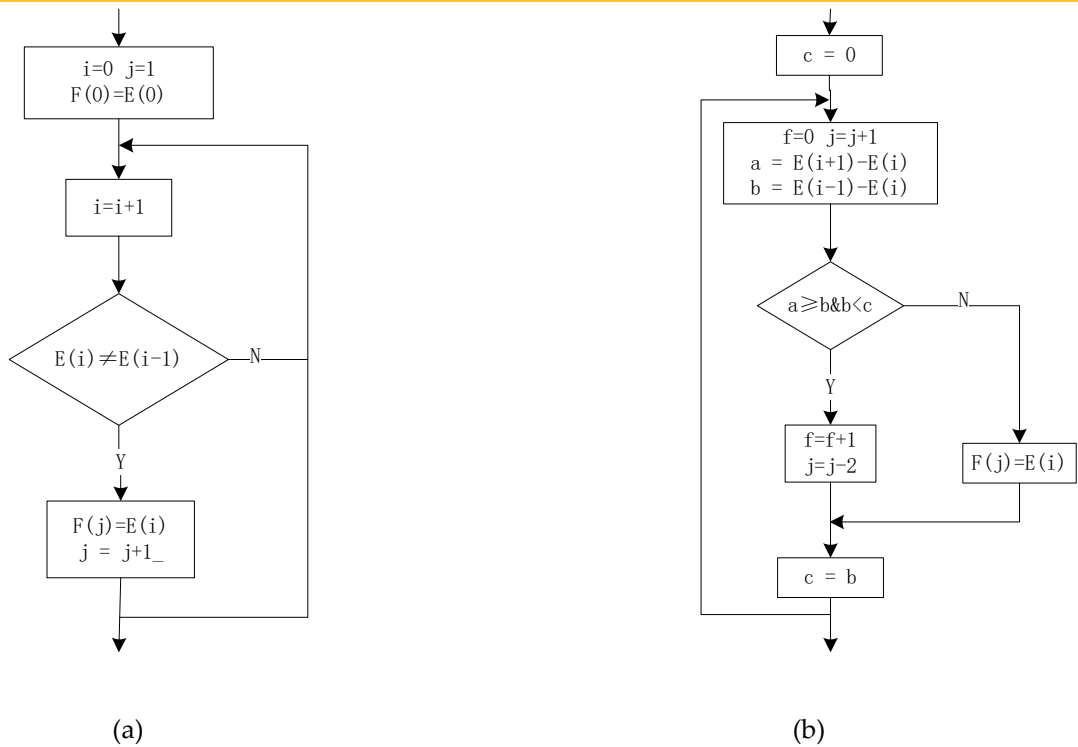 i=0 j=1
F(0)=E(0)
i=i+1
E(i)≠E(i-1)
N
Y
F(j)=E(i)
j = j+1_
(a)
c = 0
f=0 j=j+1
a = E(i+1)-E(i)
b = E(i-1)-E(i)
a≥b&b<c
N
Y
f=f+1
j=j-2
F(j)=E(i)
c = b
(b)